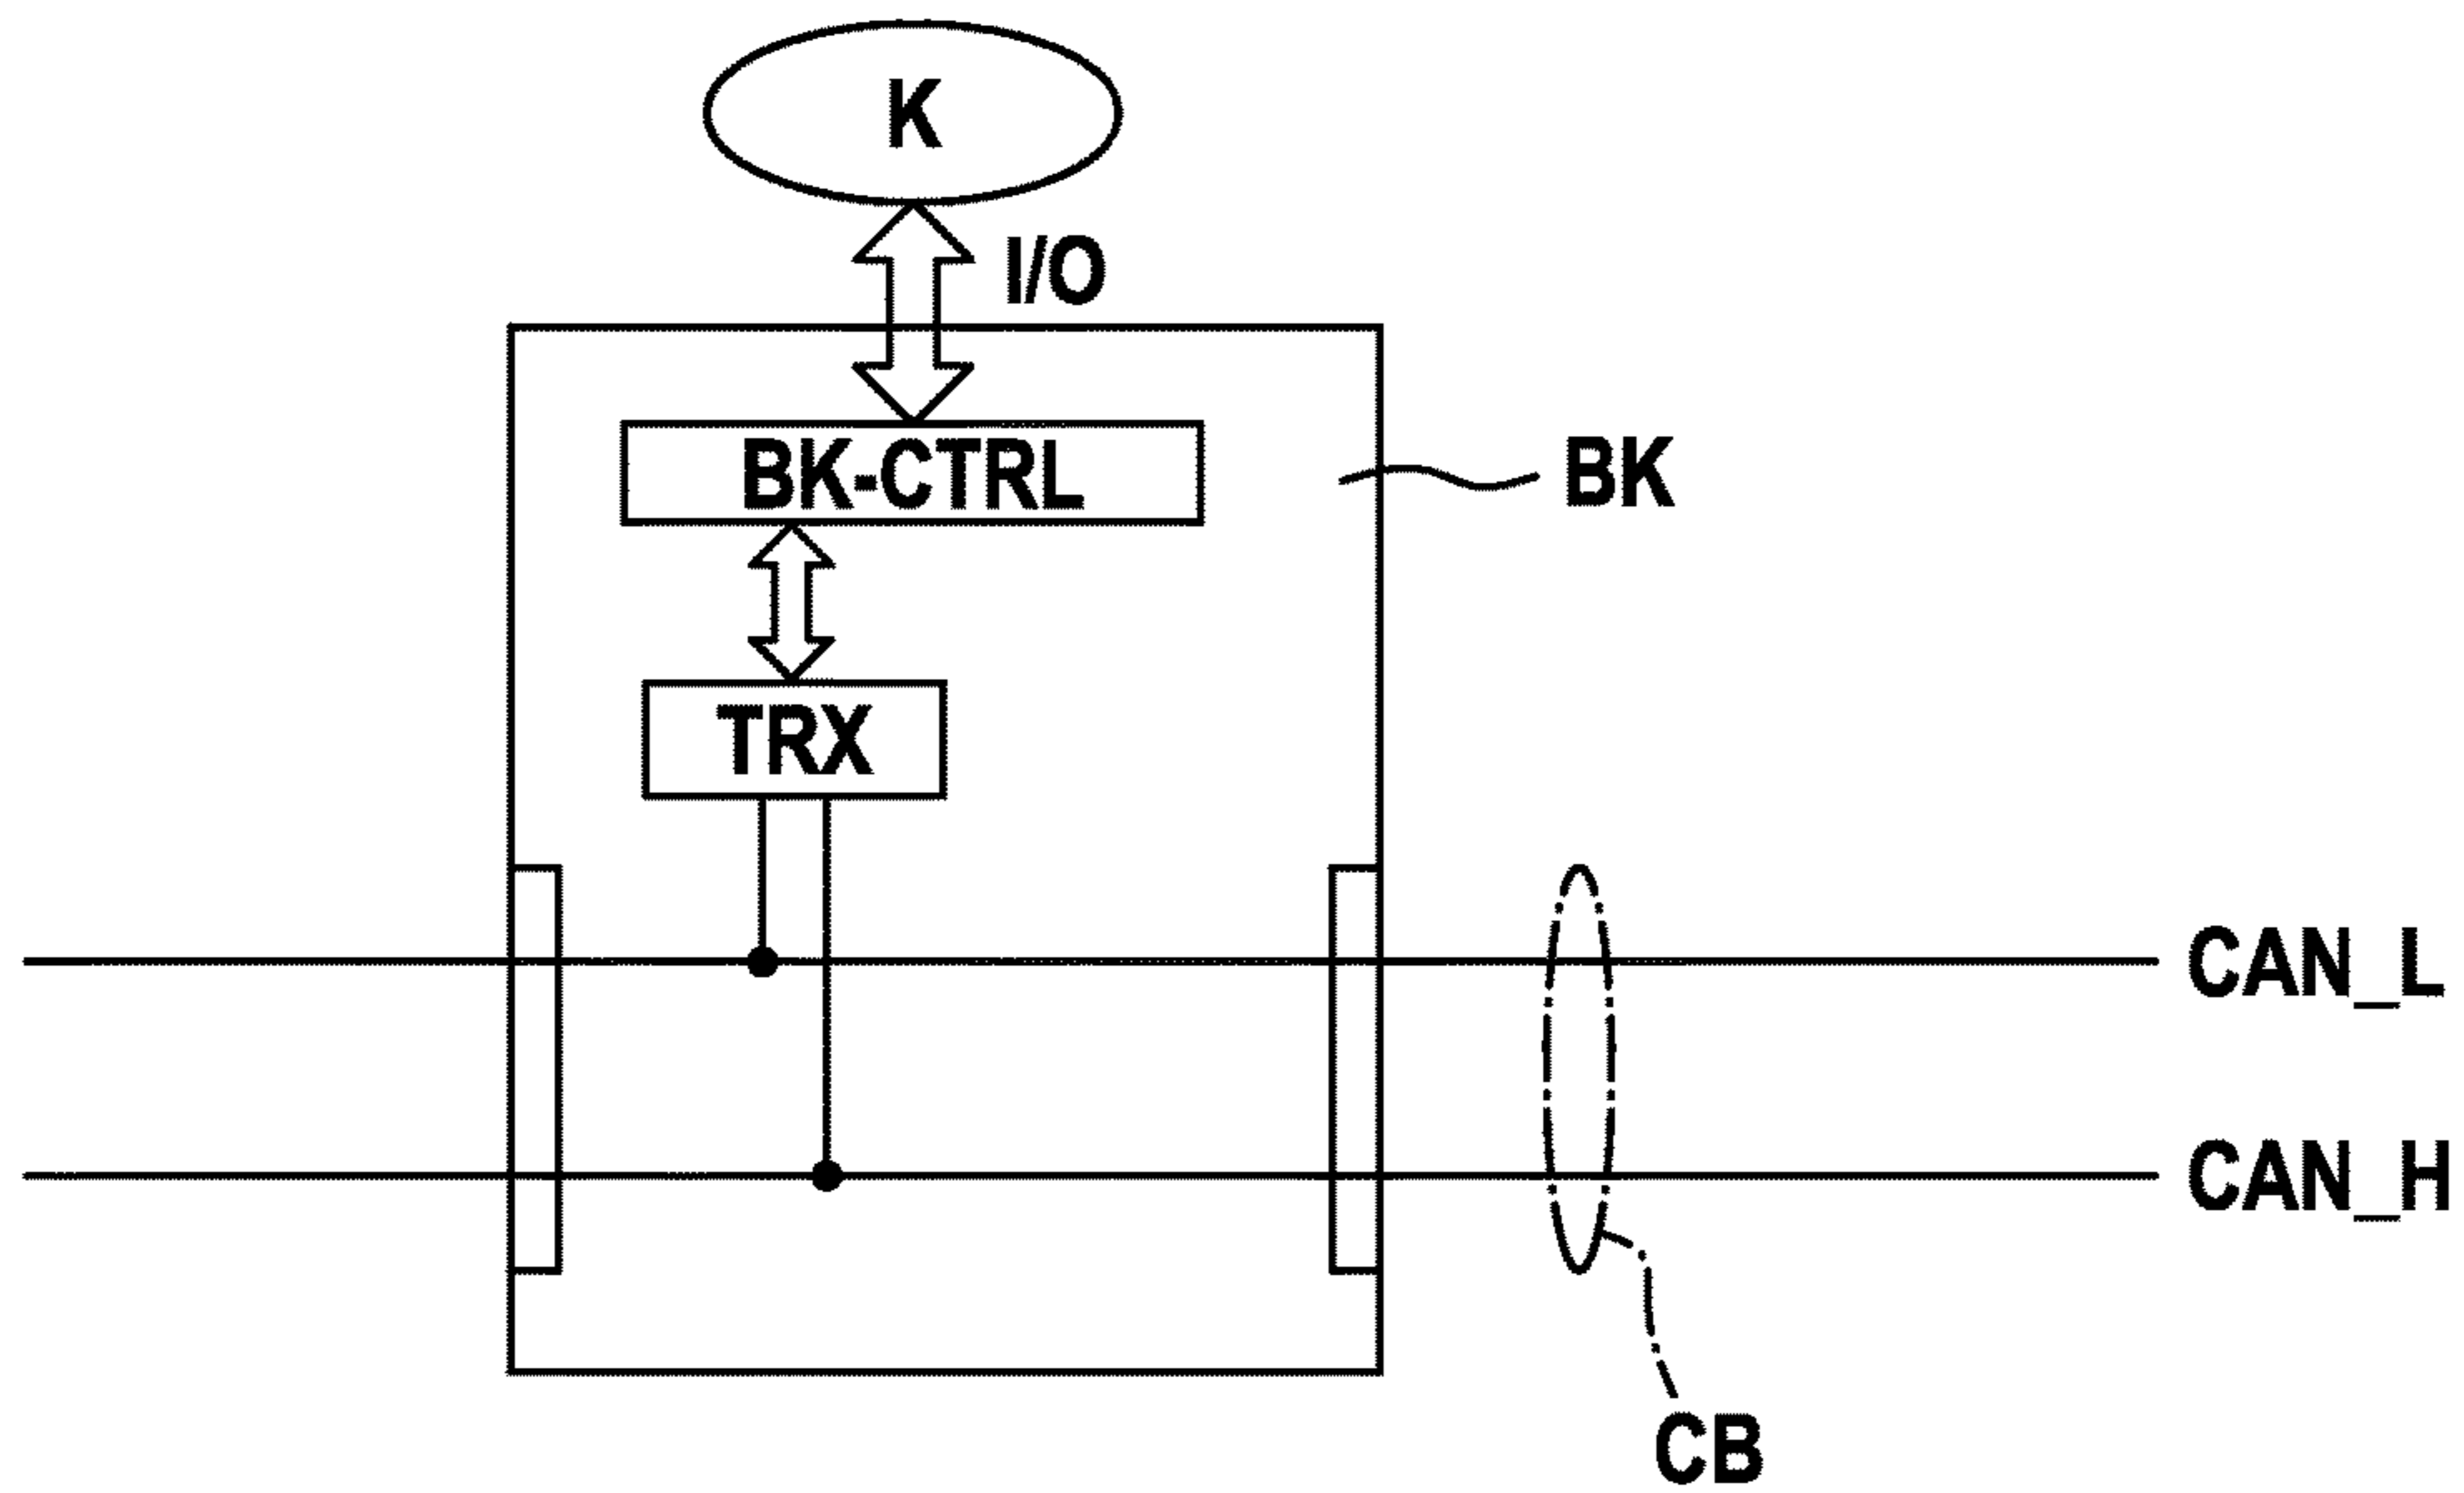 K
I/O
BK-CTRL
BK
TRX
CAN_L
CAN_H
CB